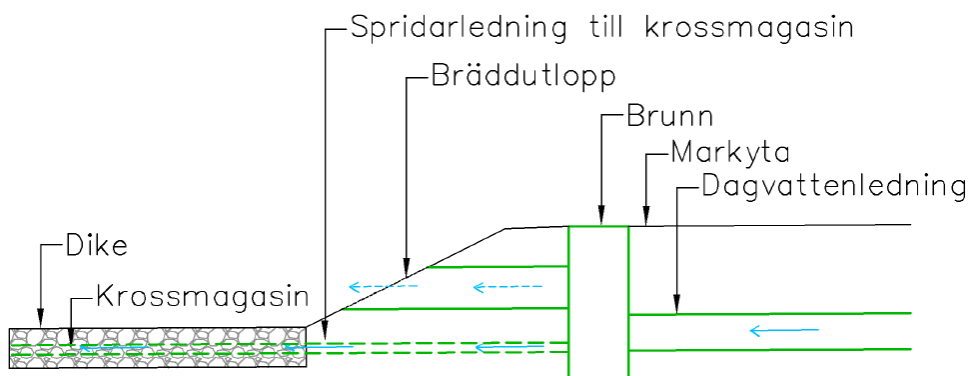 Spridarledning till krossmagasin
Bräddutlopp
Brunn
Markyta
Dagvattenledning
Dike
Krossmagasin